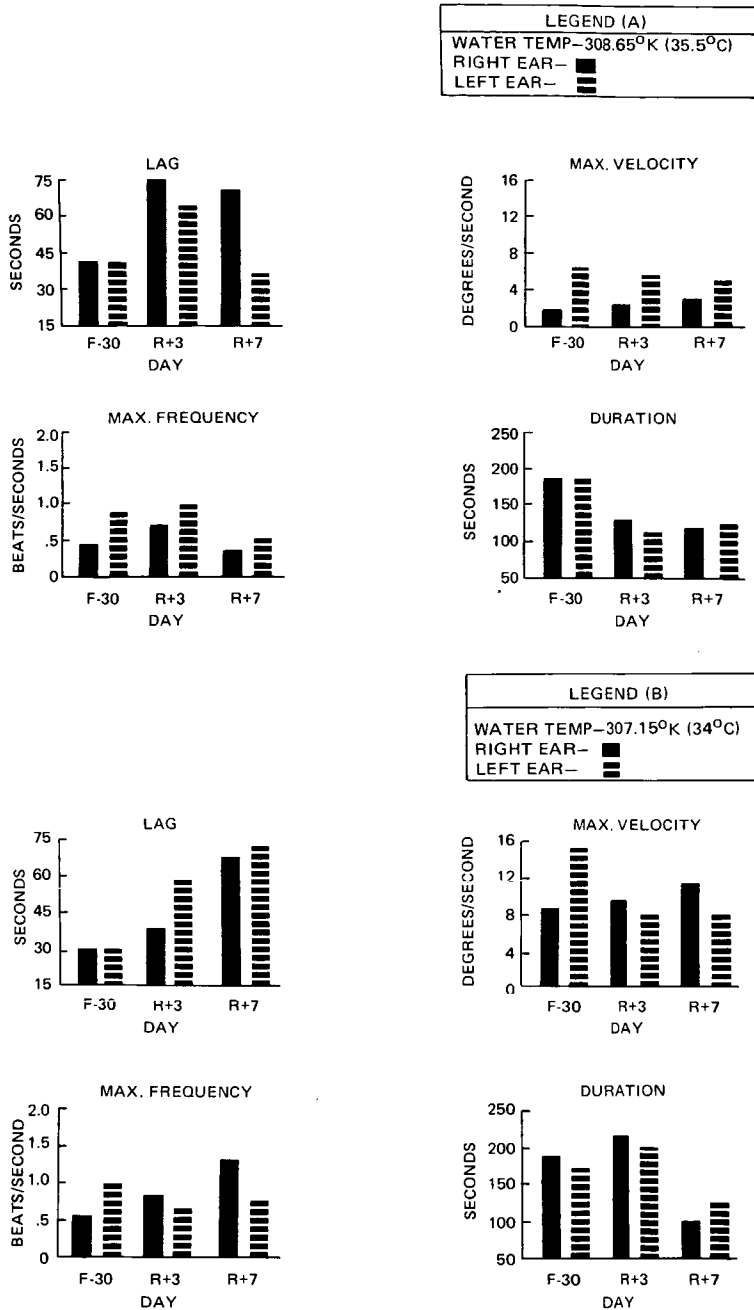 LEGEND (A)
WATER TEMP–308.65°K (35.5°C)
RIGHT EAR–
LEFT EAR–
LAG
75
60
45
30
15
SECONDS
F-30 R+3 R+7
DAY
MAX. VELOCITY
16
12
8
4
0
DEGREES/SECOND
F-30 R+3 R+7
DAY
MAX. FREQUENCY
2.0
1.5
1.0
.5
0
BEATS/SECONDS
F-30 R+3 R+7
DAY
DURATION
250
200
150
100
50
SECONDS
F-30 R+3 R+7
DAY
LEGEND (B)
WATER TEMP–307.15°K (34°C)
RIGHT EAR–
LEFT EAR–
LAG
75
60
45
30
15
SECONDS
F-30 R+3 R+7
DAY
MAX. VELOCITY
16
12
8
4
0
DEGREES/SECOND
F-30 R+3 R+7
DAY
MAX. FREQUENCY
2.0
1.5
1.0
.5
0
BEATS/SECOND
F-30 R+3 R+7
DAY
DURATION
250
200
150
100
50
SECONDS
F-30 R+3 R+7
DAY